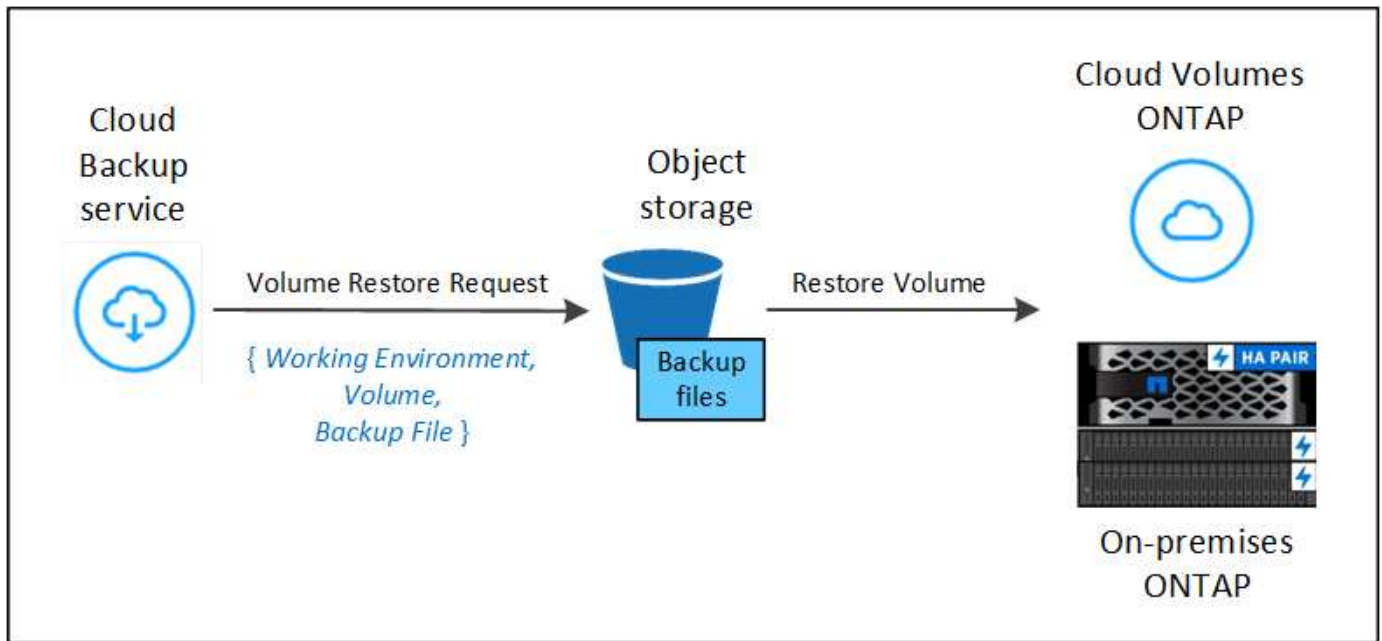 Cloud
Backup
service
Volume Restore Request
{ Working Environment,
Volume,
Backup File }
Object
storage
Backup
files
Restore Volume
Cloud Volumes
ONTAP
HA PAIR
On-premises
ONTAP